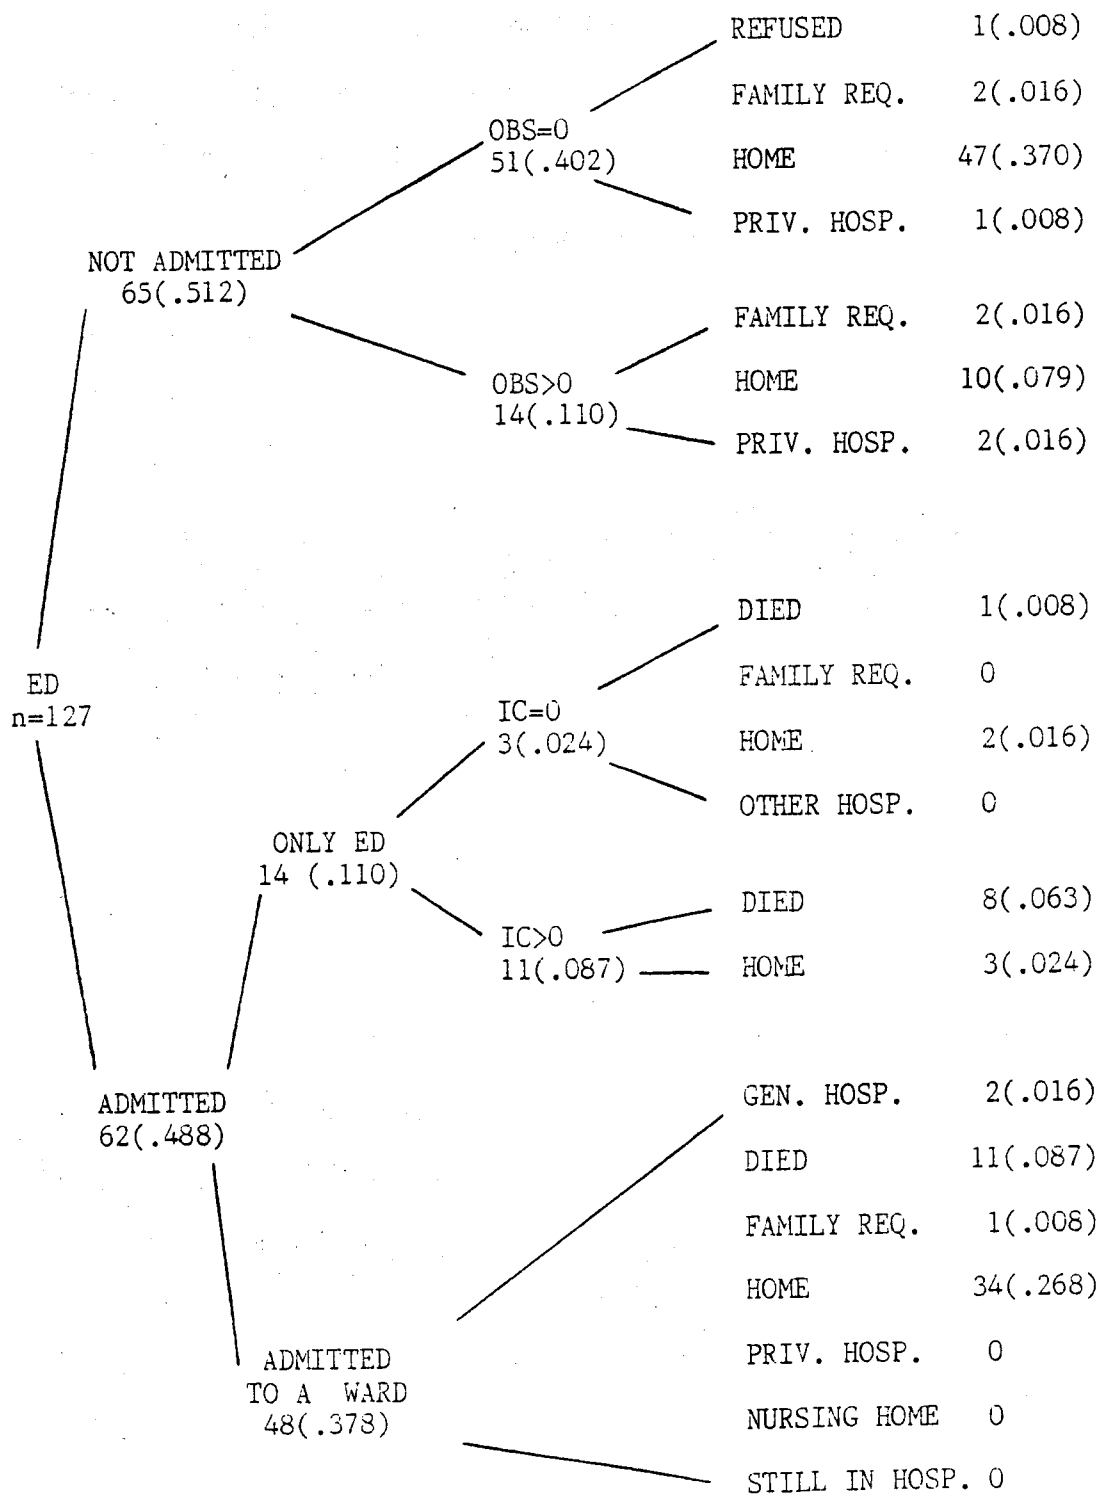 REFUSED 1(.008)
FAMILY REQ. 2(.016)
OBS=0
51(.402)
HOME 47(.370)
PRIV. HOSP. 1(.008)
NOT ADMITTED
65(.512)
FAMILY REQ. 2(.016)
OBS>0
14(.110)
HOME 10(.079)
PRIV. HOSP. 2(.016)
DIED 1(.008)
ED
n=127
FAMILY REQ. 0
IC=0
3(.024)
HOME 2(.016)
OTHER HOSP. 0
ONLY ED
14 (.110)
DIED 8(.063)
IC>0
11(.087)
HOME 3(.024)
ADMITTED
62(.488)
GEN. HOSP. 2(.016)
DIED 11(.087)
FAMILY REQ. 1(.008)
HOME 34(.268)
ADMITTED
TO A WARD
48(.378)
PRIV. HOSP. 0
NURSING HOME 0
STILL IN HOSP. 0